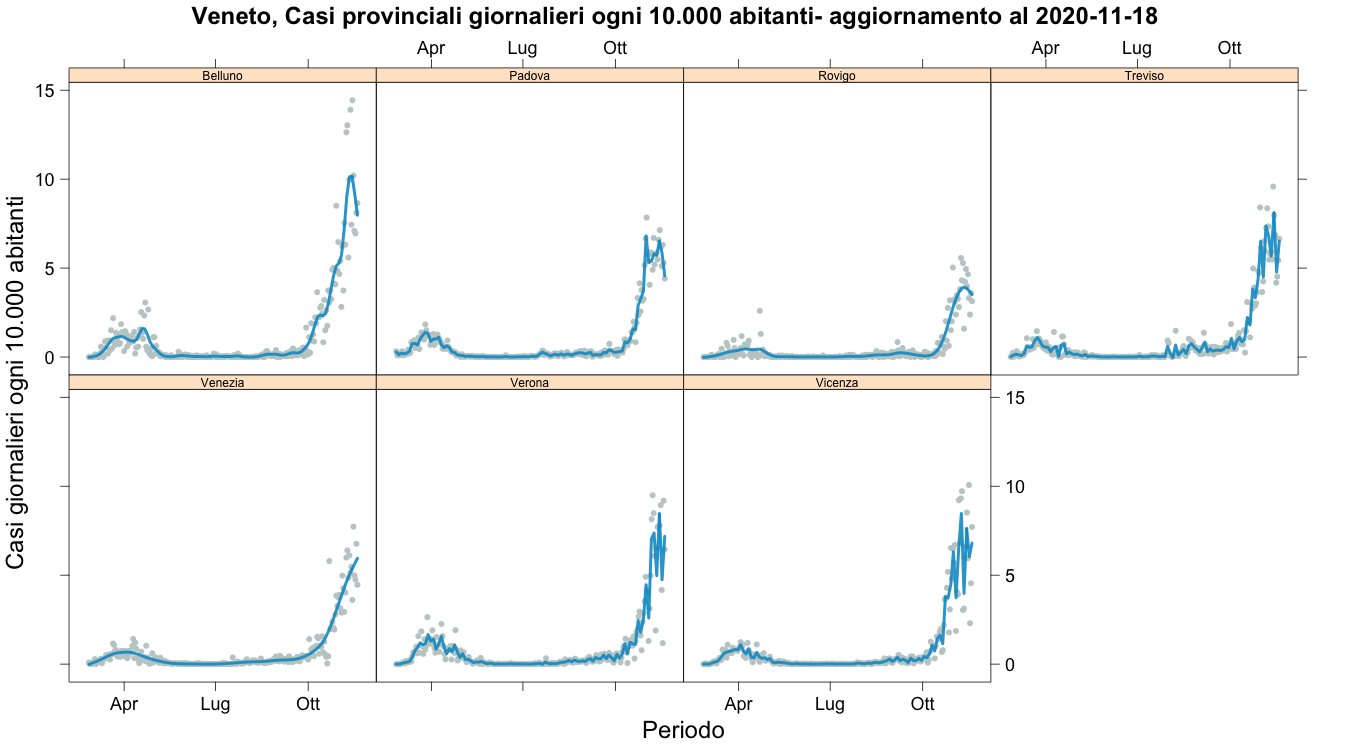 Veneto, Casi provinciali giornalieri ogni 10.000 abitanti- aggiornamento al 2020-11-18
Apr Lug Ott Apr Lug Ott
Belluno Padova Rovigo Treviso
15
10
5
0
Casi giornalieri ogni 10.000 abitanti
Venezia Verona Vicenza
15
10
5
0
Apr Lug Ott Apr Lug Ott
Periodo